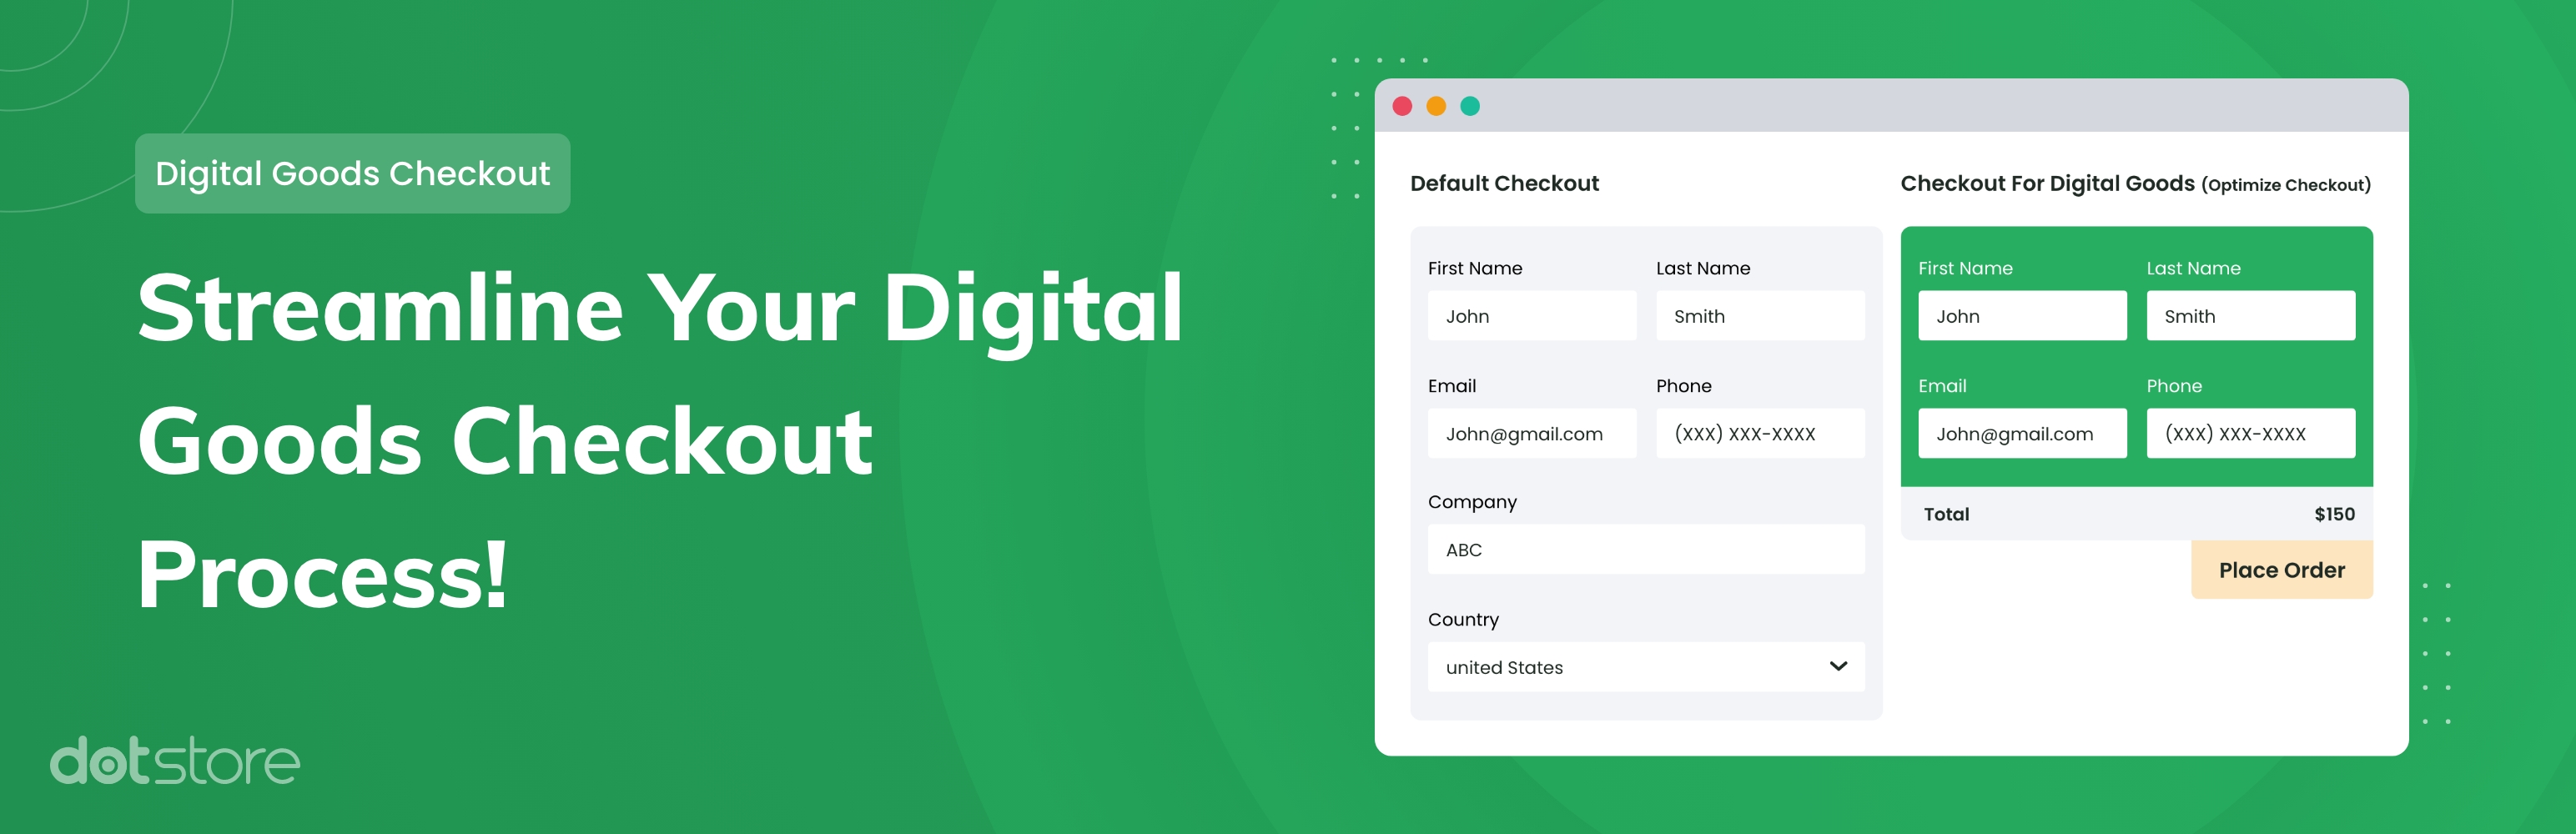 Digital Goods Checkout
Streamline Your Digital
Goods Checkout
Process!
dotstore
Default Checkout
First Name Last Name
John Smith
Email Phone
John@gmail.com (XXX) XXX-XXXX
Company
ABC
Country
united States
Checkout For Digital Goods (Optimize Checkout)
First Name Last Name
John Smith
Email Phone
John@gmail.com (XXX) XXX-XXXX
Total $150
Place Order